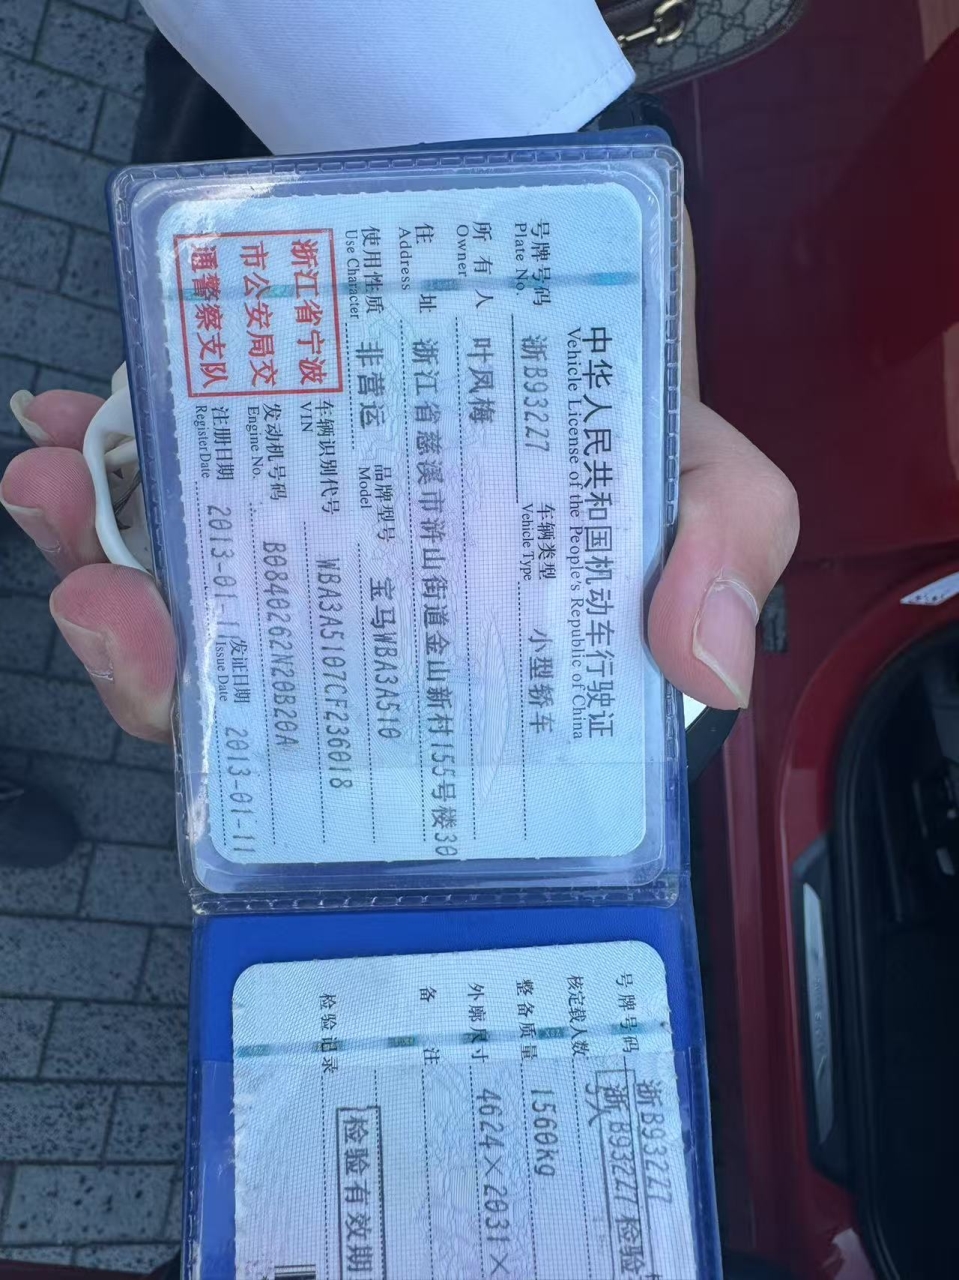 中华人民共和国机动车行驶证
Vehicle License of the People's Republic of China
号牌号码 浙B93Z27 车辆类型 小型轿车
Plate No. Vehicle Type
所有人 叶凤梅
Owner
住址 浙江省慈溪市浒山街道金山新村155号楼30
Address
使用性质 非营运 品牌型号 宝马WBA3A510
Use Character Model
浙江省宁波
市公安局交
通警察支队
车辆识别代号 WBA3A5107CF236018
VIN
发动机号码 B0840262N20B20A
Engine No.
注册日期 2013-01-11 发证日期 2013-01-11
Register Date Issue Date
号牌号码 浙B93Z27
浙B93Z27 检验
核定载人数 5人
整备质量 1560kg
外廓尺寸 4624×2031×
备注
检验记录
检验有效期